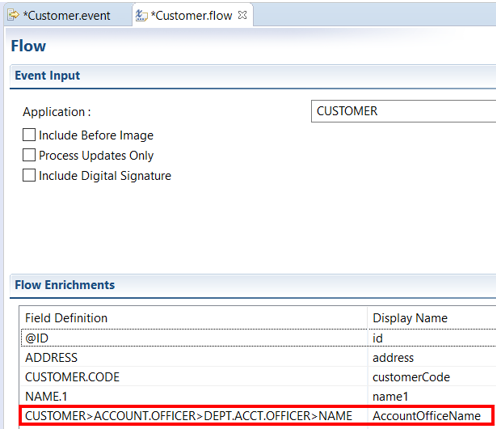 *Customer.event *Customer.flow
Flow
Event Input
Application : CUSTOMER
Include Before Image
Process Updates Only
Include Digital Signature
Flow Enrichments
Field Definition Display Name
@ID id
ADDRESS address
CUSTOMER.CODE customerCode
NAME.1 name1
CUSTOMER>ACCOUNT.OFFICER>DEPT.ACCT.OFFICER>NAME AccountOfficeName